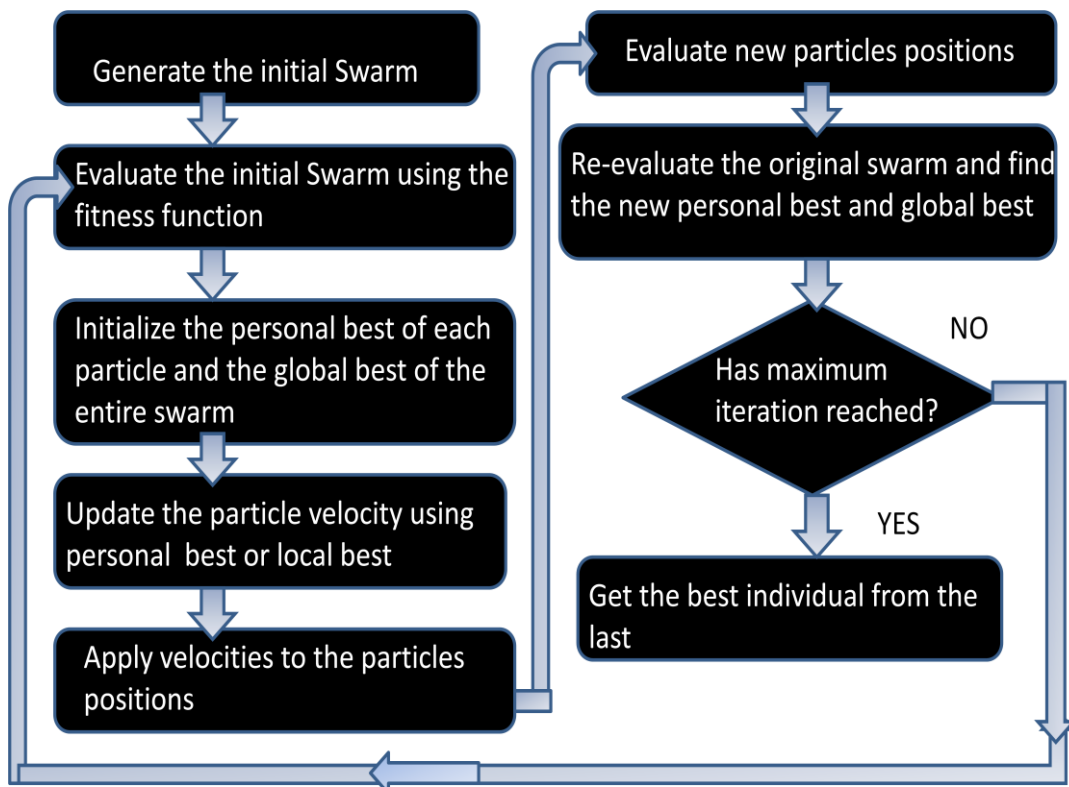 Generate the initial Swarm
Evaluate the initial Swarm using the
fitness function
Initialize the personal best of each
particle and the global best of the
entire swarm
Update the particle velocity using
personal  best or local best
Apply velocities to the particles
positions
Evaluate new particles positions
Re-evaluate the original swarm and find
the new personal best and global best
Has maximum
iteration reached?
NO
YES
Get the best individual from the
last